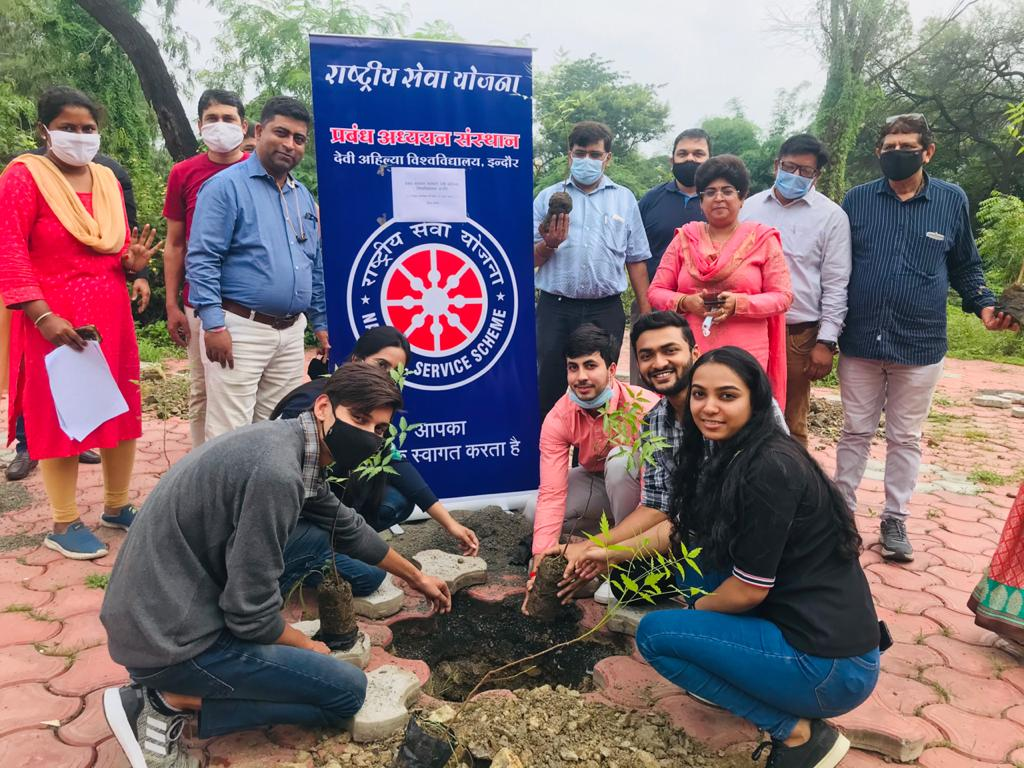 राष्ट्रीय सेवा योजना
प्रबंध अध्ययन संस्थान
देवी अहिल्या विश्वविद्यालय, इन्दौर
राष्ट्रीय सेवा योजना
SERVICE SCHEME
आपका
स्वागत करता है